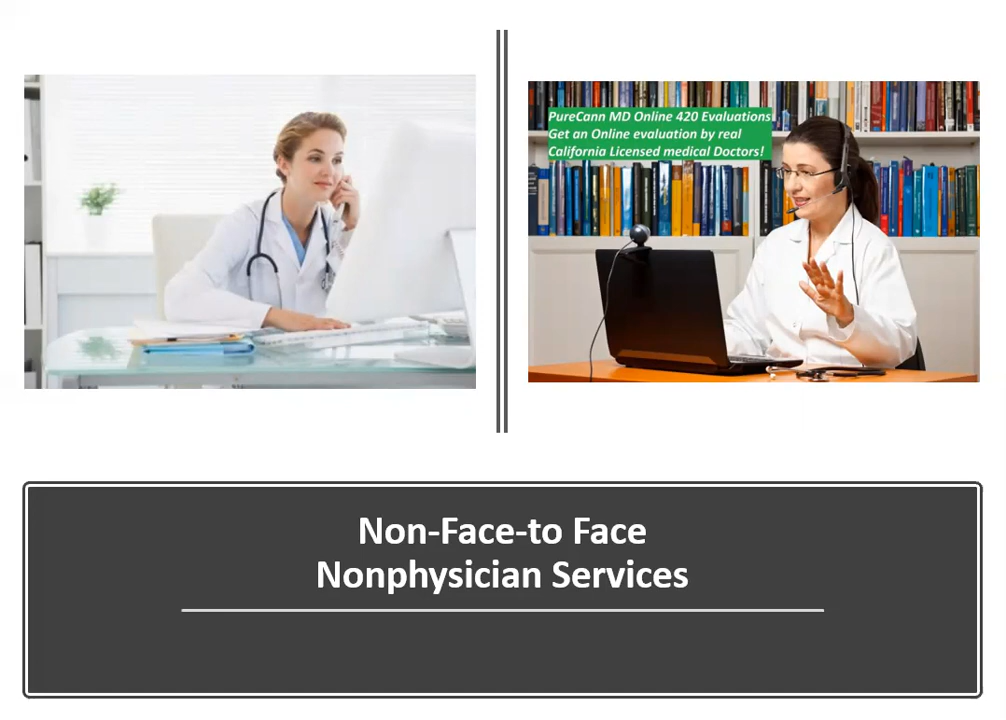 PureCann MD Online 420 Evaluations
Get an Online evaluation by real
California Licensed medical Doctors!
Non-Face-to Face
Nonphysician Services